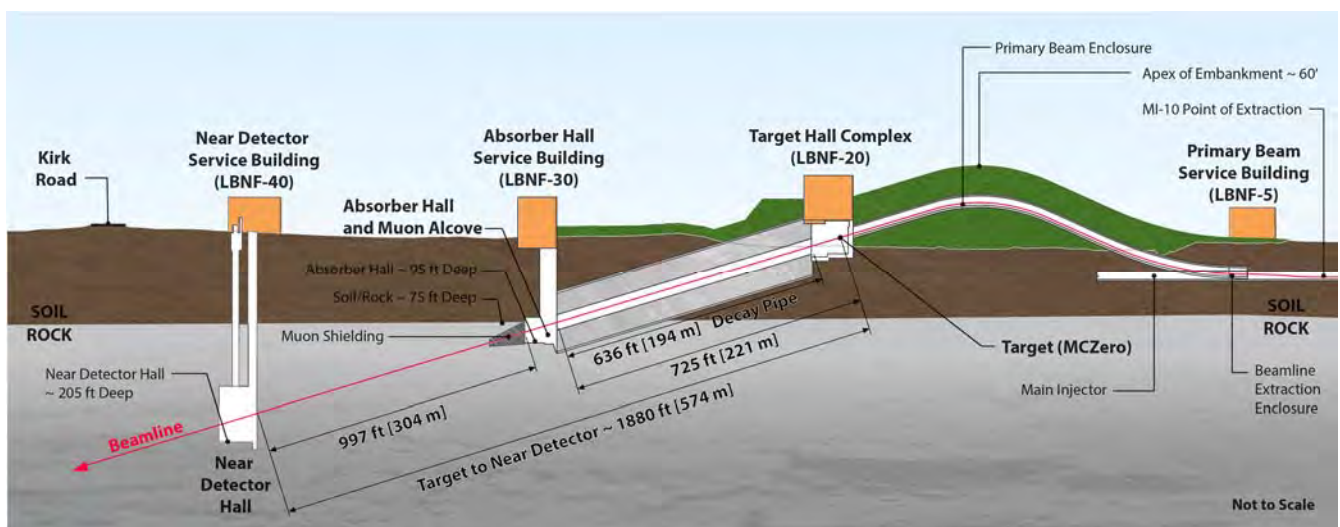 Primary Beam Enclosure
Apex of Embankment ~ 60'
MI-10 Point of Extraction
Near Detector
Service Building
(LBNF-40)
Absorber Hall
Service Building
(LBNF-30)
Target Hall Complex
(LBNF-20)
Primary Beam
Service Building
(LBNF-5)
Kirk
Road
Absorber Hall
and Muon Alcove
Absorber Hall ~ 95 ft Deep
Soil/Rock ~ 75 ft Deep
SOIL
ROCK
Muon Shielding
Decay Pipe
636 ft [194 m]
725 ft [221 m]
Target (MCZero)
Main Injector
SOIL
ROCK
Beamline
Extraction
Enclosure
Near Detector Hall
~ 205 ft Deep
997 ft [304 m]
Target to Near Detector ~ 1880 ft [574 m]
Beamline
Near
Detector
Hall
Not to Scale